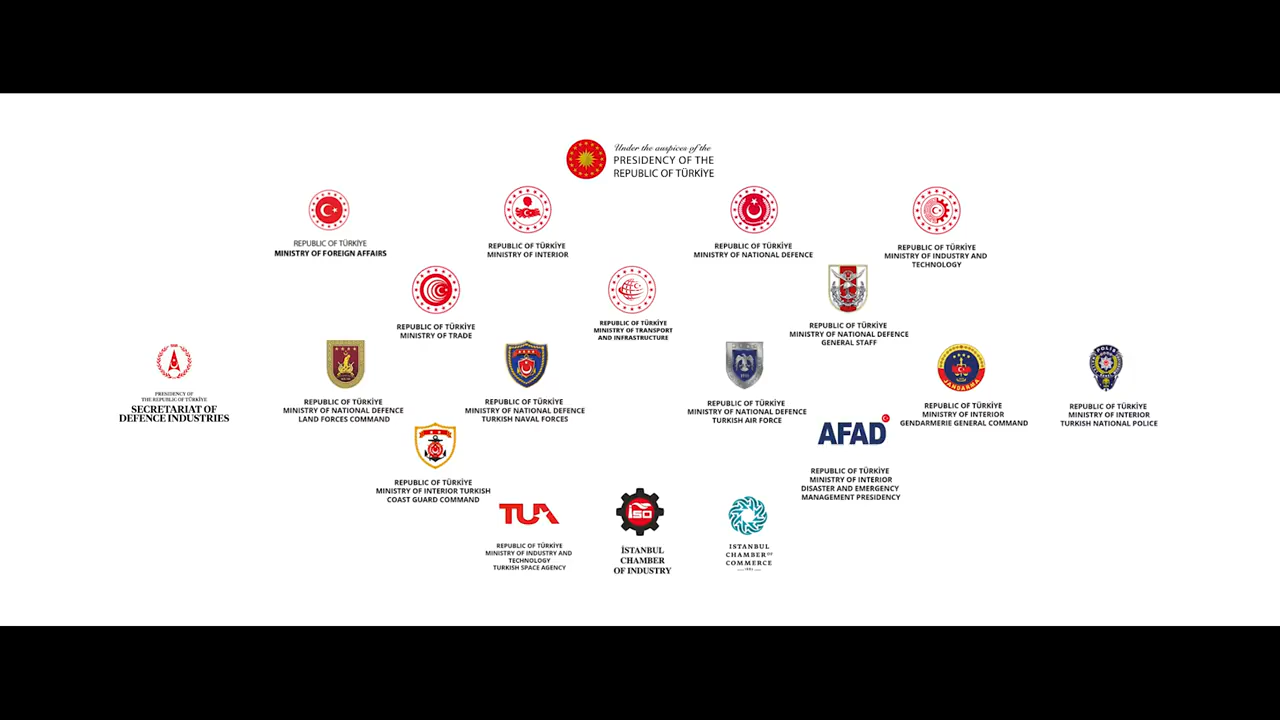 Under the auspices of the
PRESIDENCY OF THE
REPUBLIC OF TÜRKİYE
REPUBLIC OF TÜRKİYE
MINISTRY OF FOREIGN AFFAIRS
REPUBLIC OF TÜRKİYE
MINISTRY OF INTERIOR
REPUBLIC OF TÜRKİYE
MINISTRY OF NATIONAL DEFENCE
REPUBLIC OF TÜRKİYE
MINISTRY OF INDUSTRY AND
TECHNOLOGY
REPUBLIC OF TÜRKİYE
MINISTRY OF TRADE
REPUBLIC OF TÜRKİYE
MINISTRY OF TRANSPORT
AND INFRASTRUCTURE
REPUBLIC OF TÜRKİYE
MINISTRY OF NATIONAL DEFENCE
GENERAL STAFF
PRESIDENCY OF
THE REPUBLIC OF TÜRKİYE
SECRETARIAT OF
DEFENCE INDUSTRIES
REPUBLIC OF TÜRKİYE
MINISTRY OF NATIONAL DEFENCE
LAND FORCES COMMAND
REPUBLIC OF TÜRKİYE
MINISTRY OF NATIONAL DEFENCE
TURKISH NAVAL FORCES
REPUBLIC OF TÜRKİYE
MINISTRY OF NATIONAL DEFENCE
TURKISH AIR FORCE
JANDARMA
REPUBLIC OF TÜRKİYE
MINISTRY OF INTERIOR
GENDARMERIE GENERAL COMMAND
POLİS
REPUBLIC OF TÜRKİYE
MINISTRY OF INTERIOR
TURKISH NATIONAL POLICE
REPUBLIC OF TÜRKİYE
MINISTRY OF INTERIOR TURKISH
COAST GUARD COMMAND
AFAD
REPUBLIC OF TÜRKİYE
MINISTRY OF INTERIOR
DISASTER AND EMERGENCY
MANAGEMENT PRESIDENCY
TUA
REPUBLIC OF TÜRKİYE
MINISTRY OF INDUSTRY AND
TECHNOLOGY
TURKISH SPACE AGENCY
İSO
İSTANBUL
CHAMBER
OF INDUSTRY
ISTANBUL
CHAMBER OF
COMMERCE